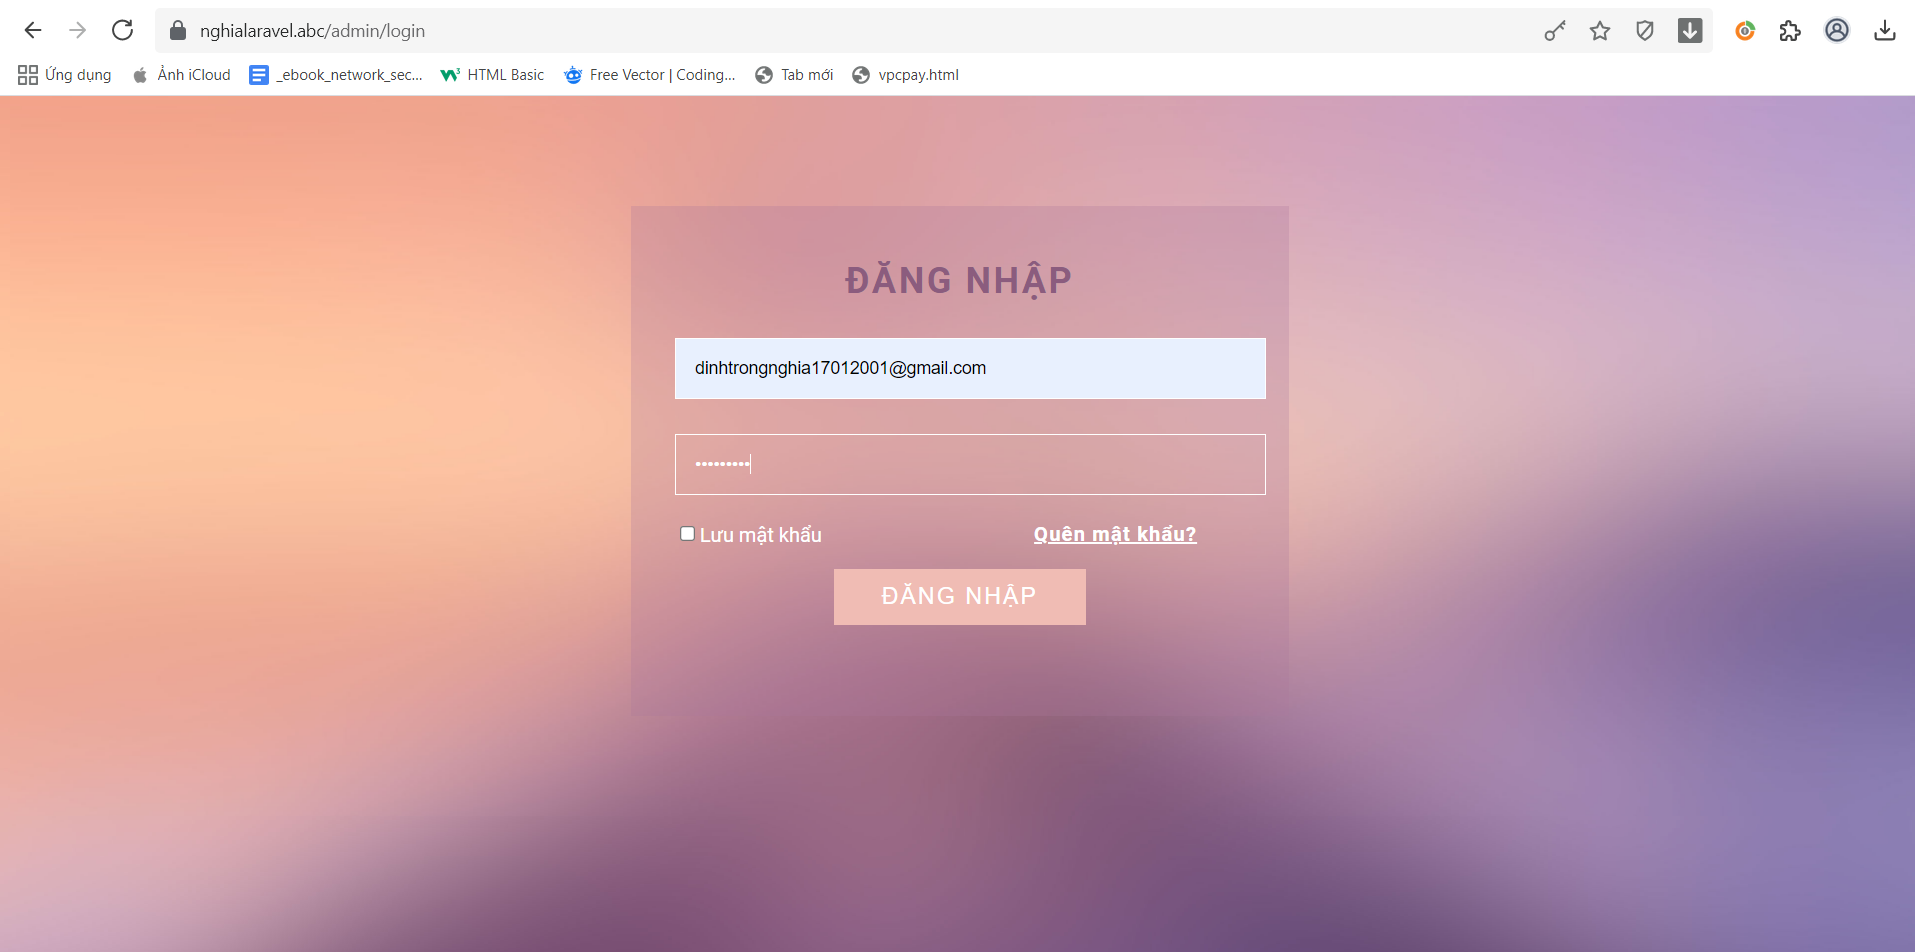 nghialaravel.abc/admin/login
Ứng dụng Ảnh iCloud _ebook_network_sec... HTML Basic Free Vector | Coding... Tab mới vpcpay.html
ĐĂNG NHẬP
dinhtrongnghia17012001@gmail.com
•••••••••
Lưu mật khẩu Quên mật khẩu?
ĐĂNG NHẬP